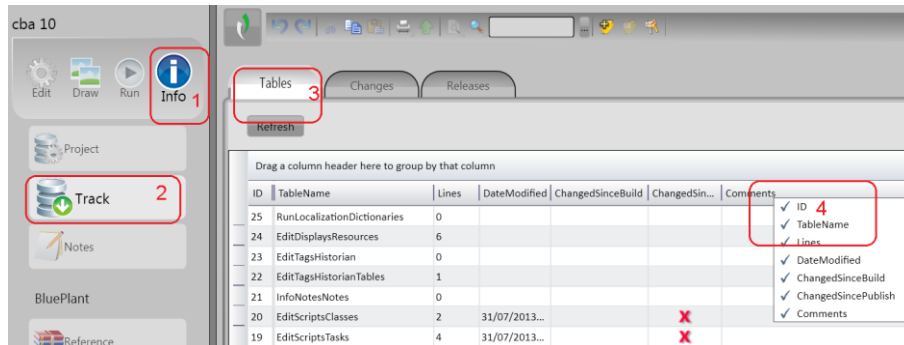 cba 10
Edit Draw Run Info 1
Project
Track 2
Notes
BluePlant
Reference
...
Tables 3 Changes Releases
Refresh
Drag a column header here to group by that column
ID TableName Lines DateModified ChangedSinceBuild ChangedSin... Comments
25 RunLocalizationDictionaries 0
24 EditDisplaysResources 6
23 EditTagsHistorian 0
22 EditTagsHistorianTables 1
21 InfoNotesNotes 0
20 EditScriptsClasses 2 31/07/2013... X
19 EditScriptsTasks 4 31/07/2013... X
✓ ID 4
✓ TableName
✓ Lines
✓ DateModified
✓ ChangedSinceBuild
✓ ChangedSincePublish
✓ Comments